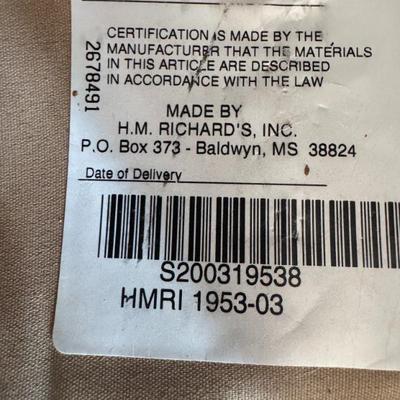 CERTIFICATION IS MADE BY THE
MANUFACTURER THAT THE MATERIALS
IN THIS ARTICLE ARE DESCRIBED
IN ACCORDANCE WITH THE LAW
MADE BY
H.M. RICHARD'S, INC.
P.O. Box 373 - Baldwyn, MS 38824
Date of Delivery
2678491
S200319538
HMRI 1953-03